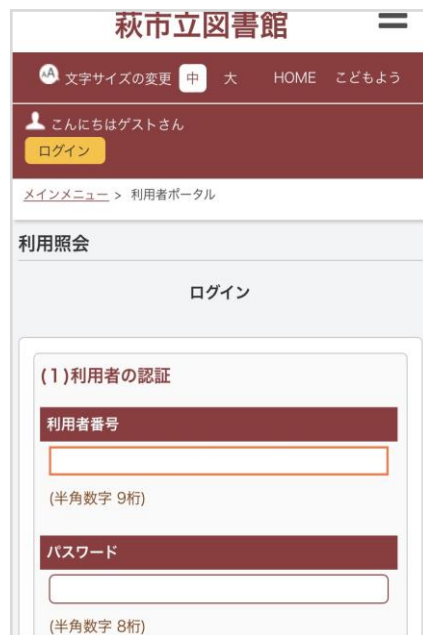 萩市立図書館
文字サイズの変更 中 大 HOME こどもよう
こんにちはゲストさん
ログイン
メインメニュー > 利用者ポータル
利用照会
ログイン
(1)利用者の認証
利用者番号
(半角数字 9桁)
パスワード
(半角数字 8桁)